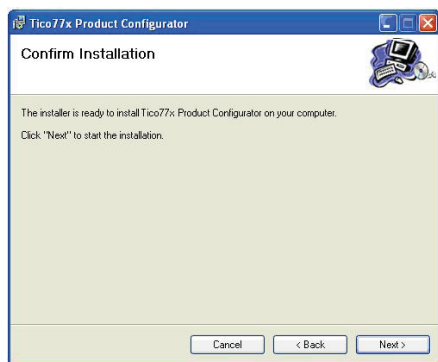 Tico77x Product Configurator
Confirm Installation
The installer is ready to install Tico77x Product Configurator on your computer.
Click "Next" to start the installation.
Cancel
< Back
Next >